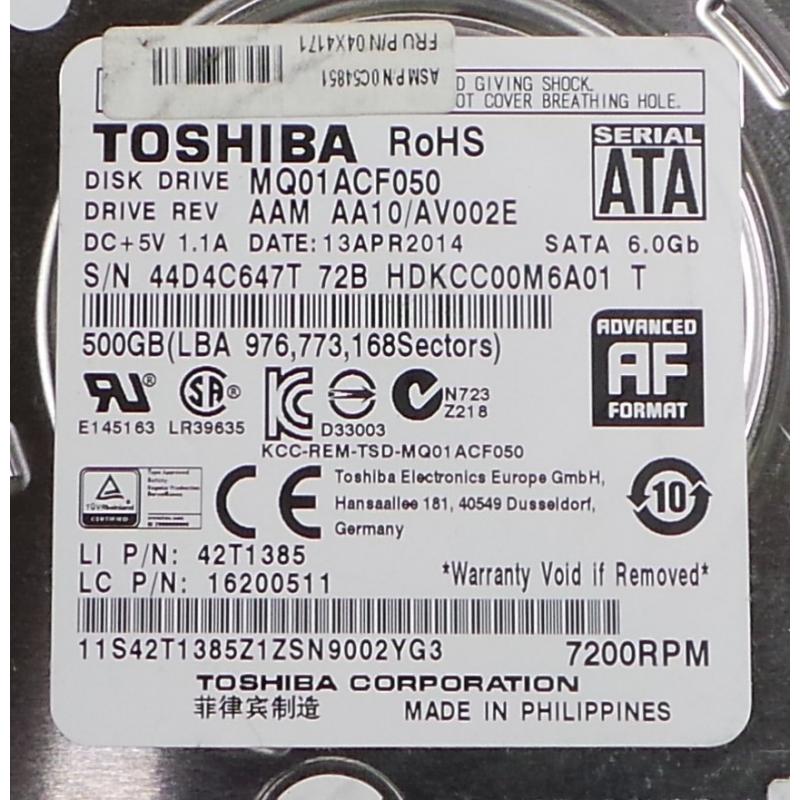 FRU P/N 04X4171
ASM P/N 0C54851
D GIVING SHOCK.
OT COVER BREATHING HOLE.
TOSHIBA RoHS
SERIAL
ATA
DISK DRIVE MQ01ACF050
DRIVE REV AAM AA10/AV002E
DC+5V 1.1A DATE:13APR2014 SATA 6.0Gb
S/N 44D4C647T 72B HDKCC00M6A01 T
500GB(LBA 976,773,168Sectors)
ADVANCED
AF
FORMAT
N723
Z218
E145163 LR39635 D33003
KCC-REM-TSD-MQ01ACF050
TÜVRheinland
CERTIFIED
Type Approved
CE
Toshiba Electronics Europe GmbH,
Hansaallee 181, 40549 Dusseldorf,
Germany
10
LI P/N: 42T1385
LC P/N: 16200511
*Warranty Void if Removed*
11S42T1385Z1ZSN9002YG3 7200RPM
TOSHIBA CORPORATION
菲律宾制造 MADE IN PHILIPPINES